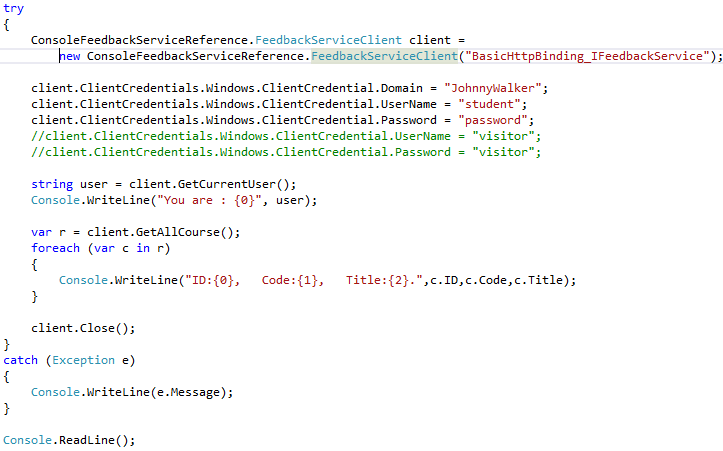 try
{
    ConsoleFeedbackServiceReference.FeedbackServiceClient client =
        new ConsoleFeedbackServiceReference.FeedbackServiceClient("BasicHttpBinding_IFeedbackService");

    client.ClientCredentials.Windows.ClientCredential.Domain = "JohnnyWalker";
    client.ClientCredentials.Windows.ClientCredential.UserName = "student";
    client.ClientCredentials.Windows.ClientCredential.Password = "password";
    //client.ClientCredentials.Windows.ClientCredential.UserName = "visitor";
    //client.ClientCredentials.Windows.ClientCredential.Password = "visitor";

    string user = client.GetCurrentUser();
    Console.WriteLine("You are : {0}", user);

    var r = client.GetAllCourse();
    foreach (var c in r)
    {
        Console.WriteLine("ID:{0},   Code:{1},   Title:{2}.",c.ID,c.Code,c.Title);
    }

    client.Close();
}
catch (Exception e)
{
    Console.WriteLine(e.Message);
}

Console.ReadLine();